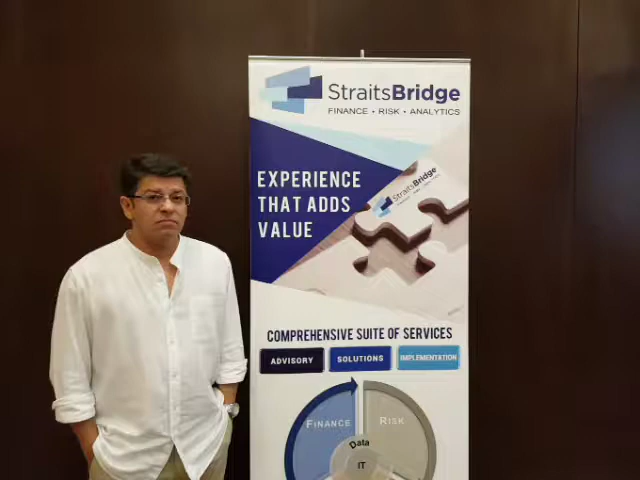 StraitsBridge
FINANCE • RISK • ANALYTICS
EXPERIENCE
THAT ADDS
VALUE
StraitsBridge
COMPREHENSIVE SUITE OF SERVICES
ADVISORY
SOLUTIONS
IMPLEMENTATION
FINANCE
RISK
Data
IT